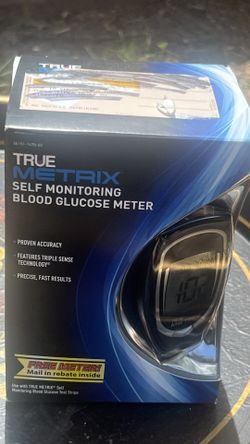 TRUE
TRUE
METRIX
SELF MONITORING
BLOOD GLUCOSE METER
- PROVEN ACCURACY
- FEATURES TRIPLE SENSE
TECHNOLOGY®
- PRECISE, FAST RESULTS
FREE METER!
Mail in rebate inside
Use with TRUE METRIX® Self
Monitoring Blood Glucose Test Strips